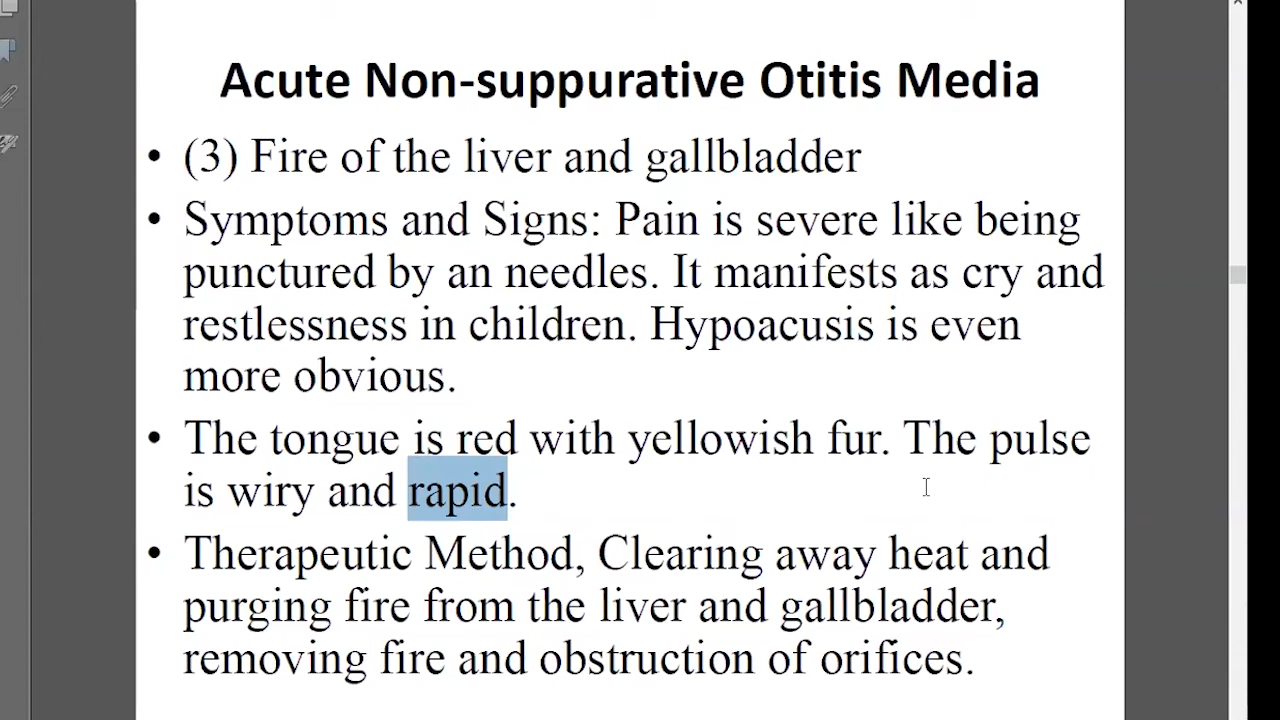 Acute Non-suppurative Otitis Media
• (3) Fire of the liver and gallbladder
• Symptoms and Signs: Pain is severe like being
punctured by an needles. It manifests as cry and
restlessness in children. Hypoacusis is even
more obvious.
• The tongue is red with yellowish fur. The pulse
is wiry and rapid.
• Therapeutic Method, Clearing away heat and
purging fire from the liver and gallbladder,
removing fire and obstruction of orifices.